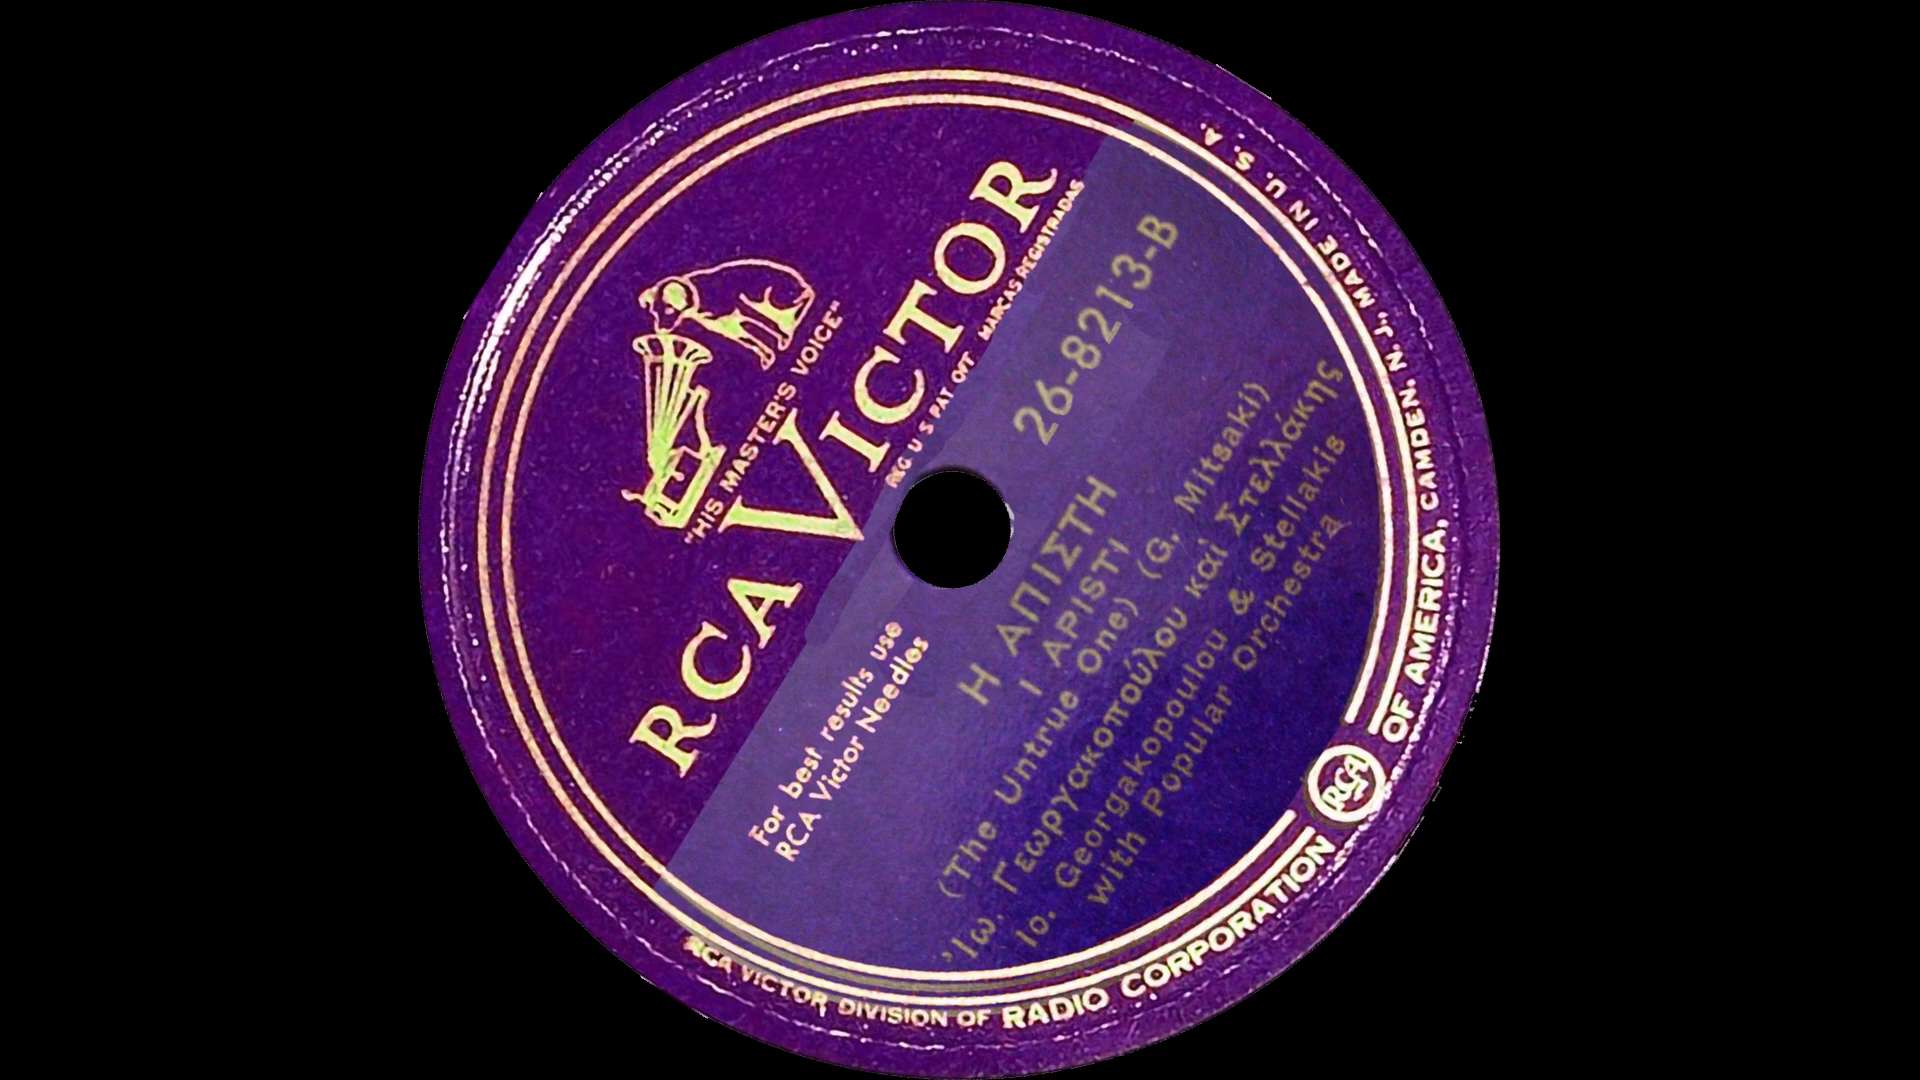 "HIS MASTER'S VOICE"
RCA VICTOR
REG. U S PAT OFF MARCAS REGISTRADAS
26-8213-B
For best results use
RCA Victor Needles
Η ΑΠΙΣΤΗ
I APISTI
(The Untrue One) (G. Mitsaki)
'Ιω. Γεωργακοπούλου καὶ Στελλάκης
Io. Georgakopoulou & Stellakis
with Popular Orchestra
RCA VICTOR DIVISION OF RADIO CORPORATION RCA OF AMERICA, CAMDEN, N. J., MADE IN U. S. A.